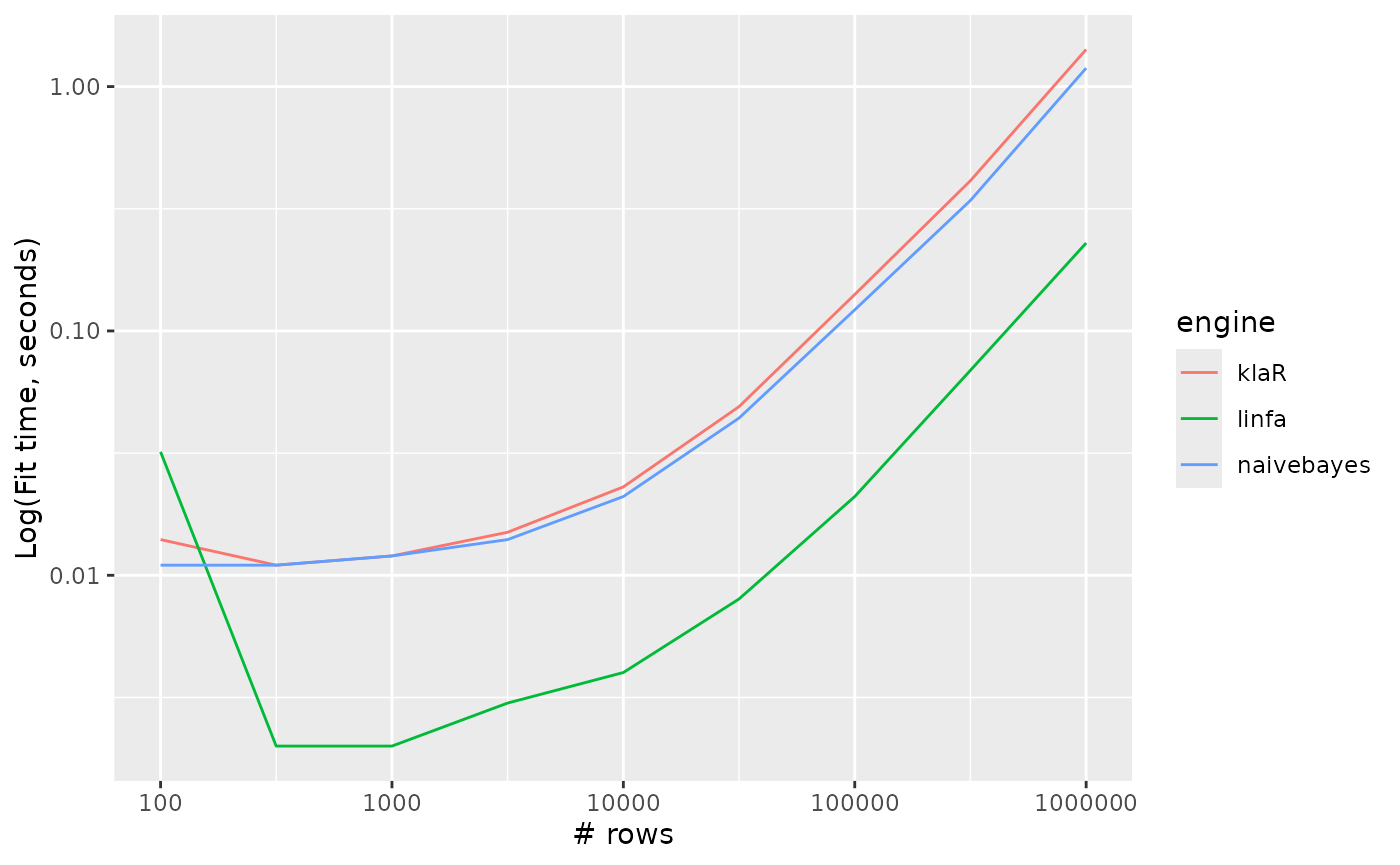 Log(Fit time, seconds)
1.00
0.10
0.01
100
1000
10000
100000
1000000
# rows
engine
klaR
linfa
naivebayes